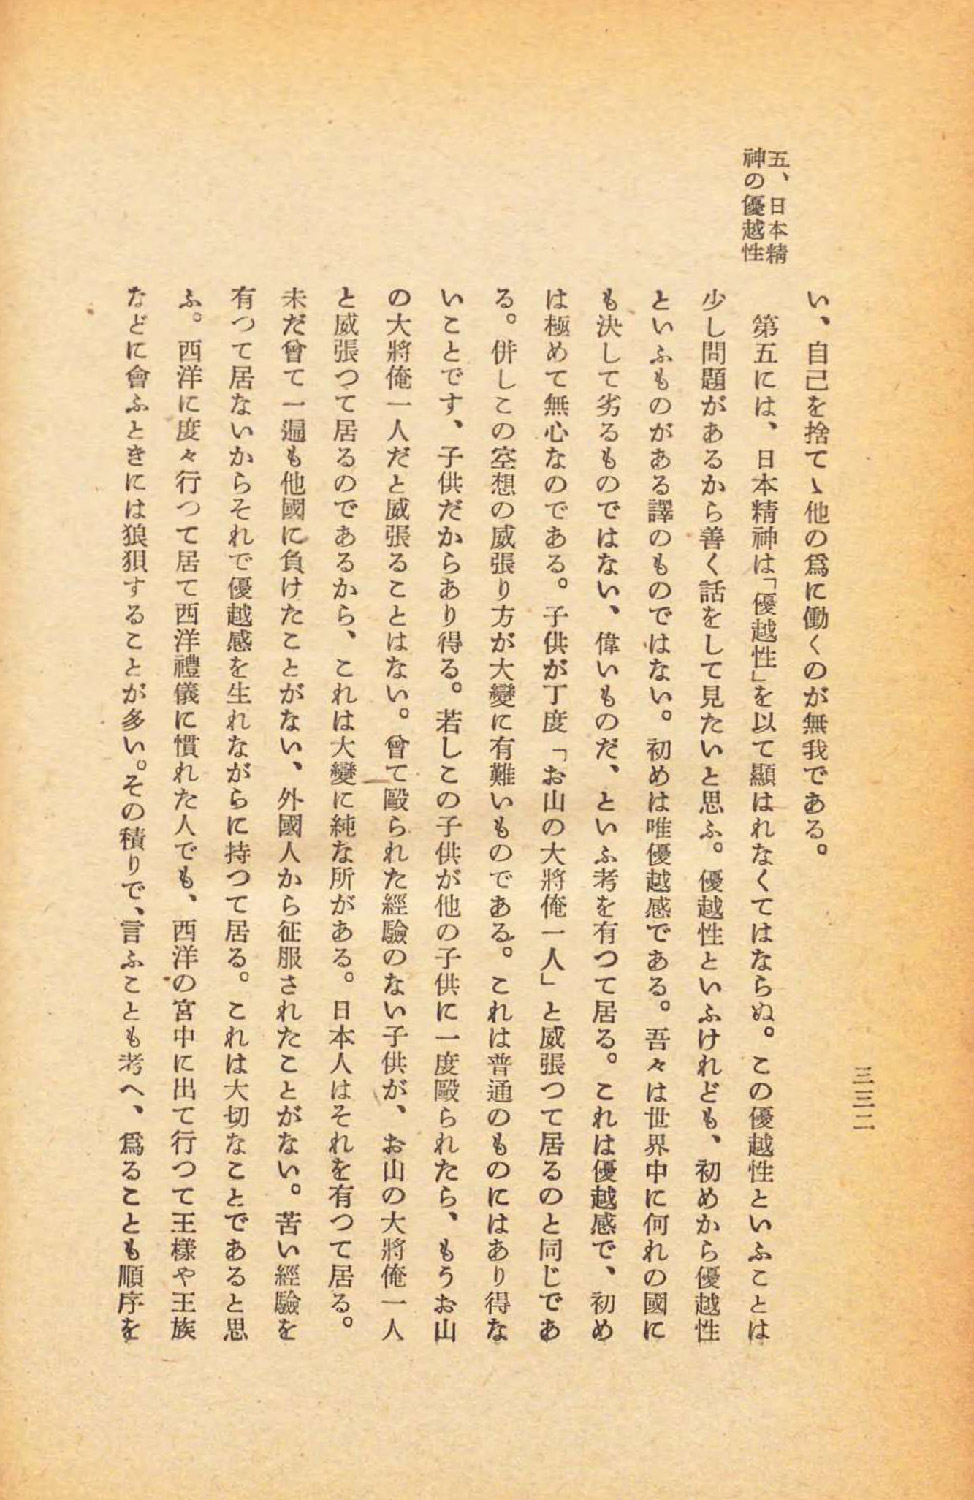 三三二
い、自己を捨てゝ他の爲に働くのが無我である。
五、日本精
神の優越性
第五には、日本精神は「優越性」を以て顯はれなくてはならぬ。この優越性といふことは
少し問題があるから善く話をして見たいと思ふ。優越性といふけれども、初めから優越性
といふものがある譯のものではない。初めは唯優越感である。吾々は世界中に何れの國に
も決して劣るものではない、偉いものだ、といふ考を有つて居る。これは優越感で、初め
は極めて無心なのである。子供が丁度「お山の大將俺一人」と威張つて居るのと同じであ
る。併しこの空想の威張り方が大變に有難いものである。これは普通のものにはあり得な
いことです、子供だからあり得る。若しこの子供が他の子供に一度毆られたら、もうお山
の大將俺一人だと威張ることはない。曾て毆られた經驗のない子供が、お山の大將俺一人
と威張つて居るのであるから、これは大變に純な所がある。日本人はそれを有つて居る。
未だ曾て一遍も他國に負けたことがない、外國人から征服されたことがない。苦い經驗を
有つて居ないからそれで優越感を生れながらに持つて居る。これは大切なことであると思
ふ。西洋に度々行つて居て西洋禮儀に慣れた人でも、西洋の宮中に出て行つて王樣や王族
などに會ふときには狼狽することが多い。その積りで、言ふことも考へ、爲ることも順序を